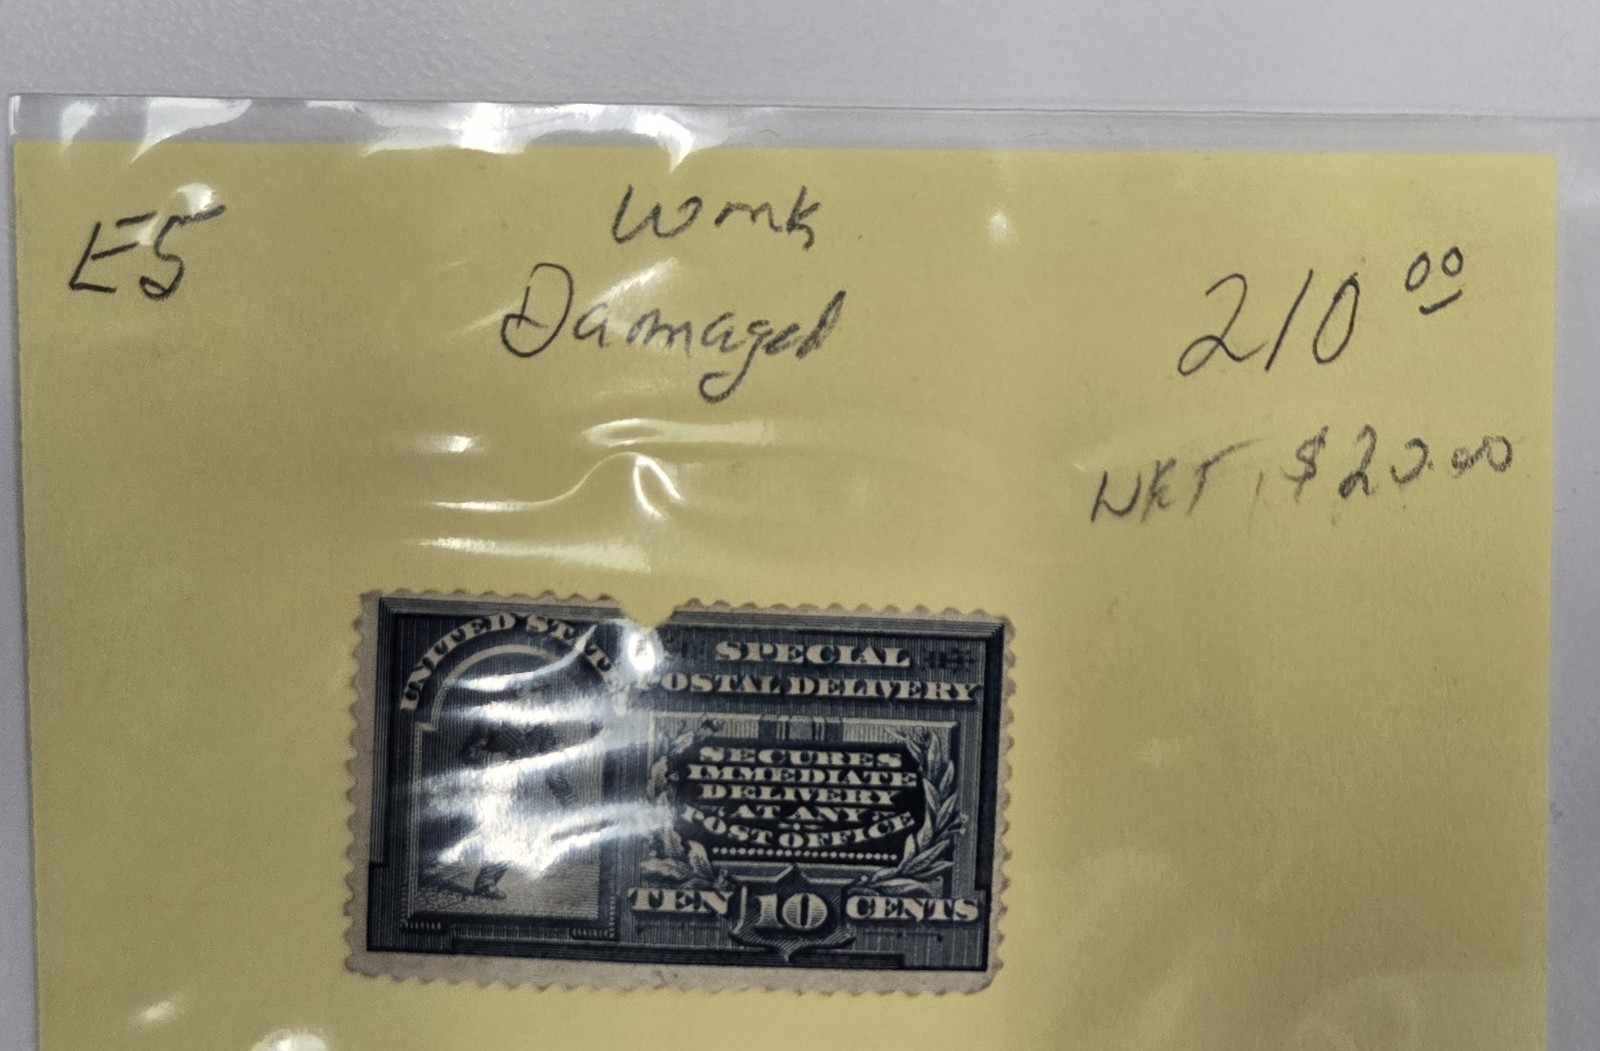 E5
Wmk
Damaged
210 00
NET $20.00
UNITED STATES
SPECIAL
POSTAL DELIVERY
SECURES
IMMEDIATE
DELIVERY
AT ANY
POST OFFICE
TEN 10 CENTS